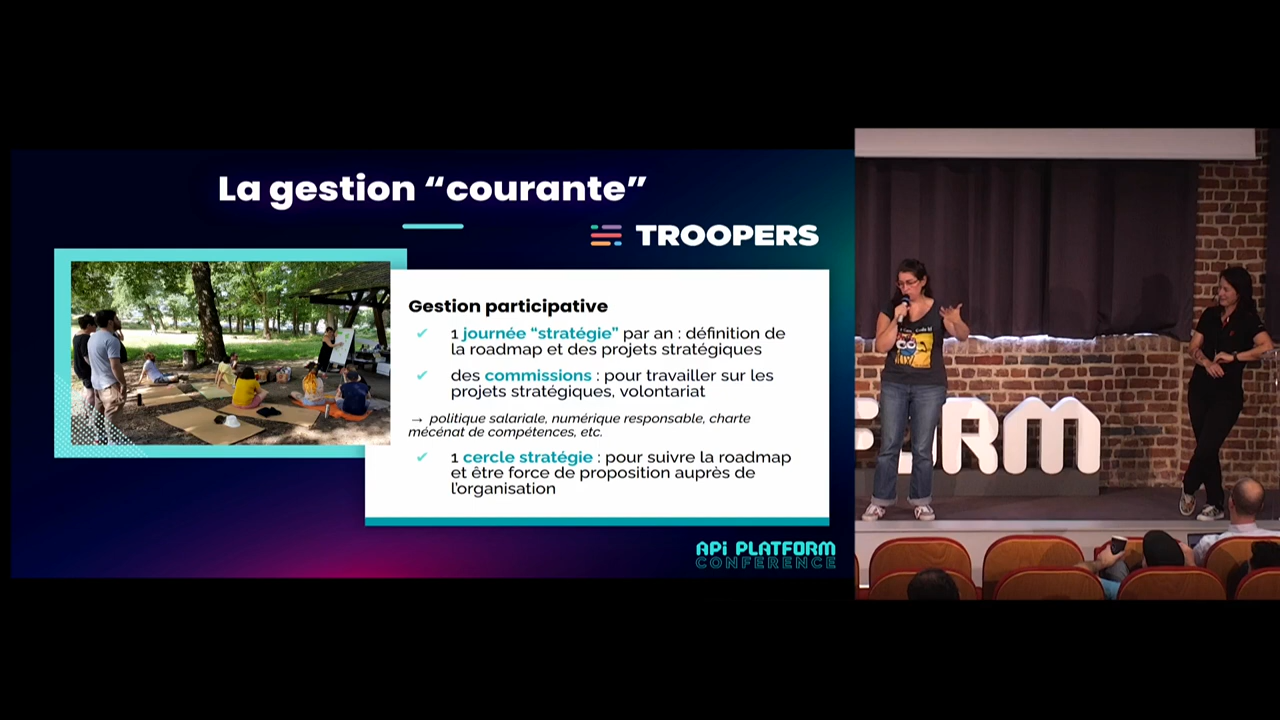 La gestion “courante”
TROOPERS
Gestion participative
✔ 1 journée “stratégie” par an : définition de
la roadmap et des projets stratégiques
✔ des commissions : pour travailler sur les
projets stratégiques, volontariat
→ politique salariale, numérique responsable, charte
mécénat de compétences, etc.
✔ 1 cercle stratégie : pour suivre la roadmap
et être force de proposition auprès de
l’organisation
APi PLATFORM
CONFERENCE
FORM